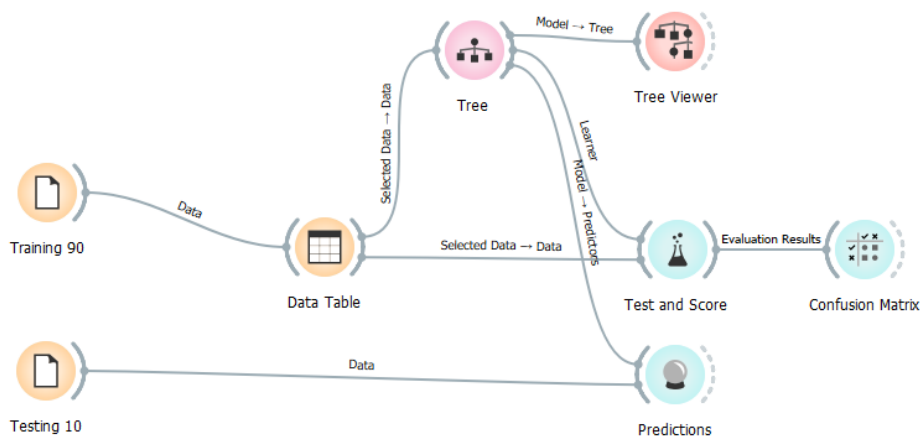 Model → Tree
Tree
Tree Viewer
Selected Data → Data
Learner
Model → Predictors
Data
Training 90
Selected Data → Data
Evaluation Results
Data Table
Test and Score
Confusion Matrix
Data
Testing 10
Predictions